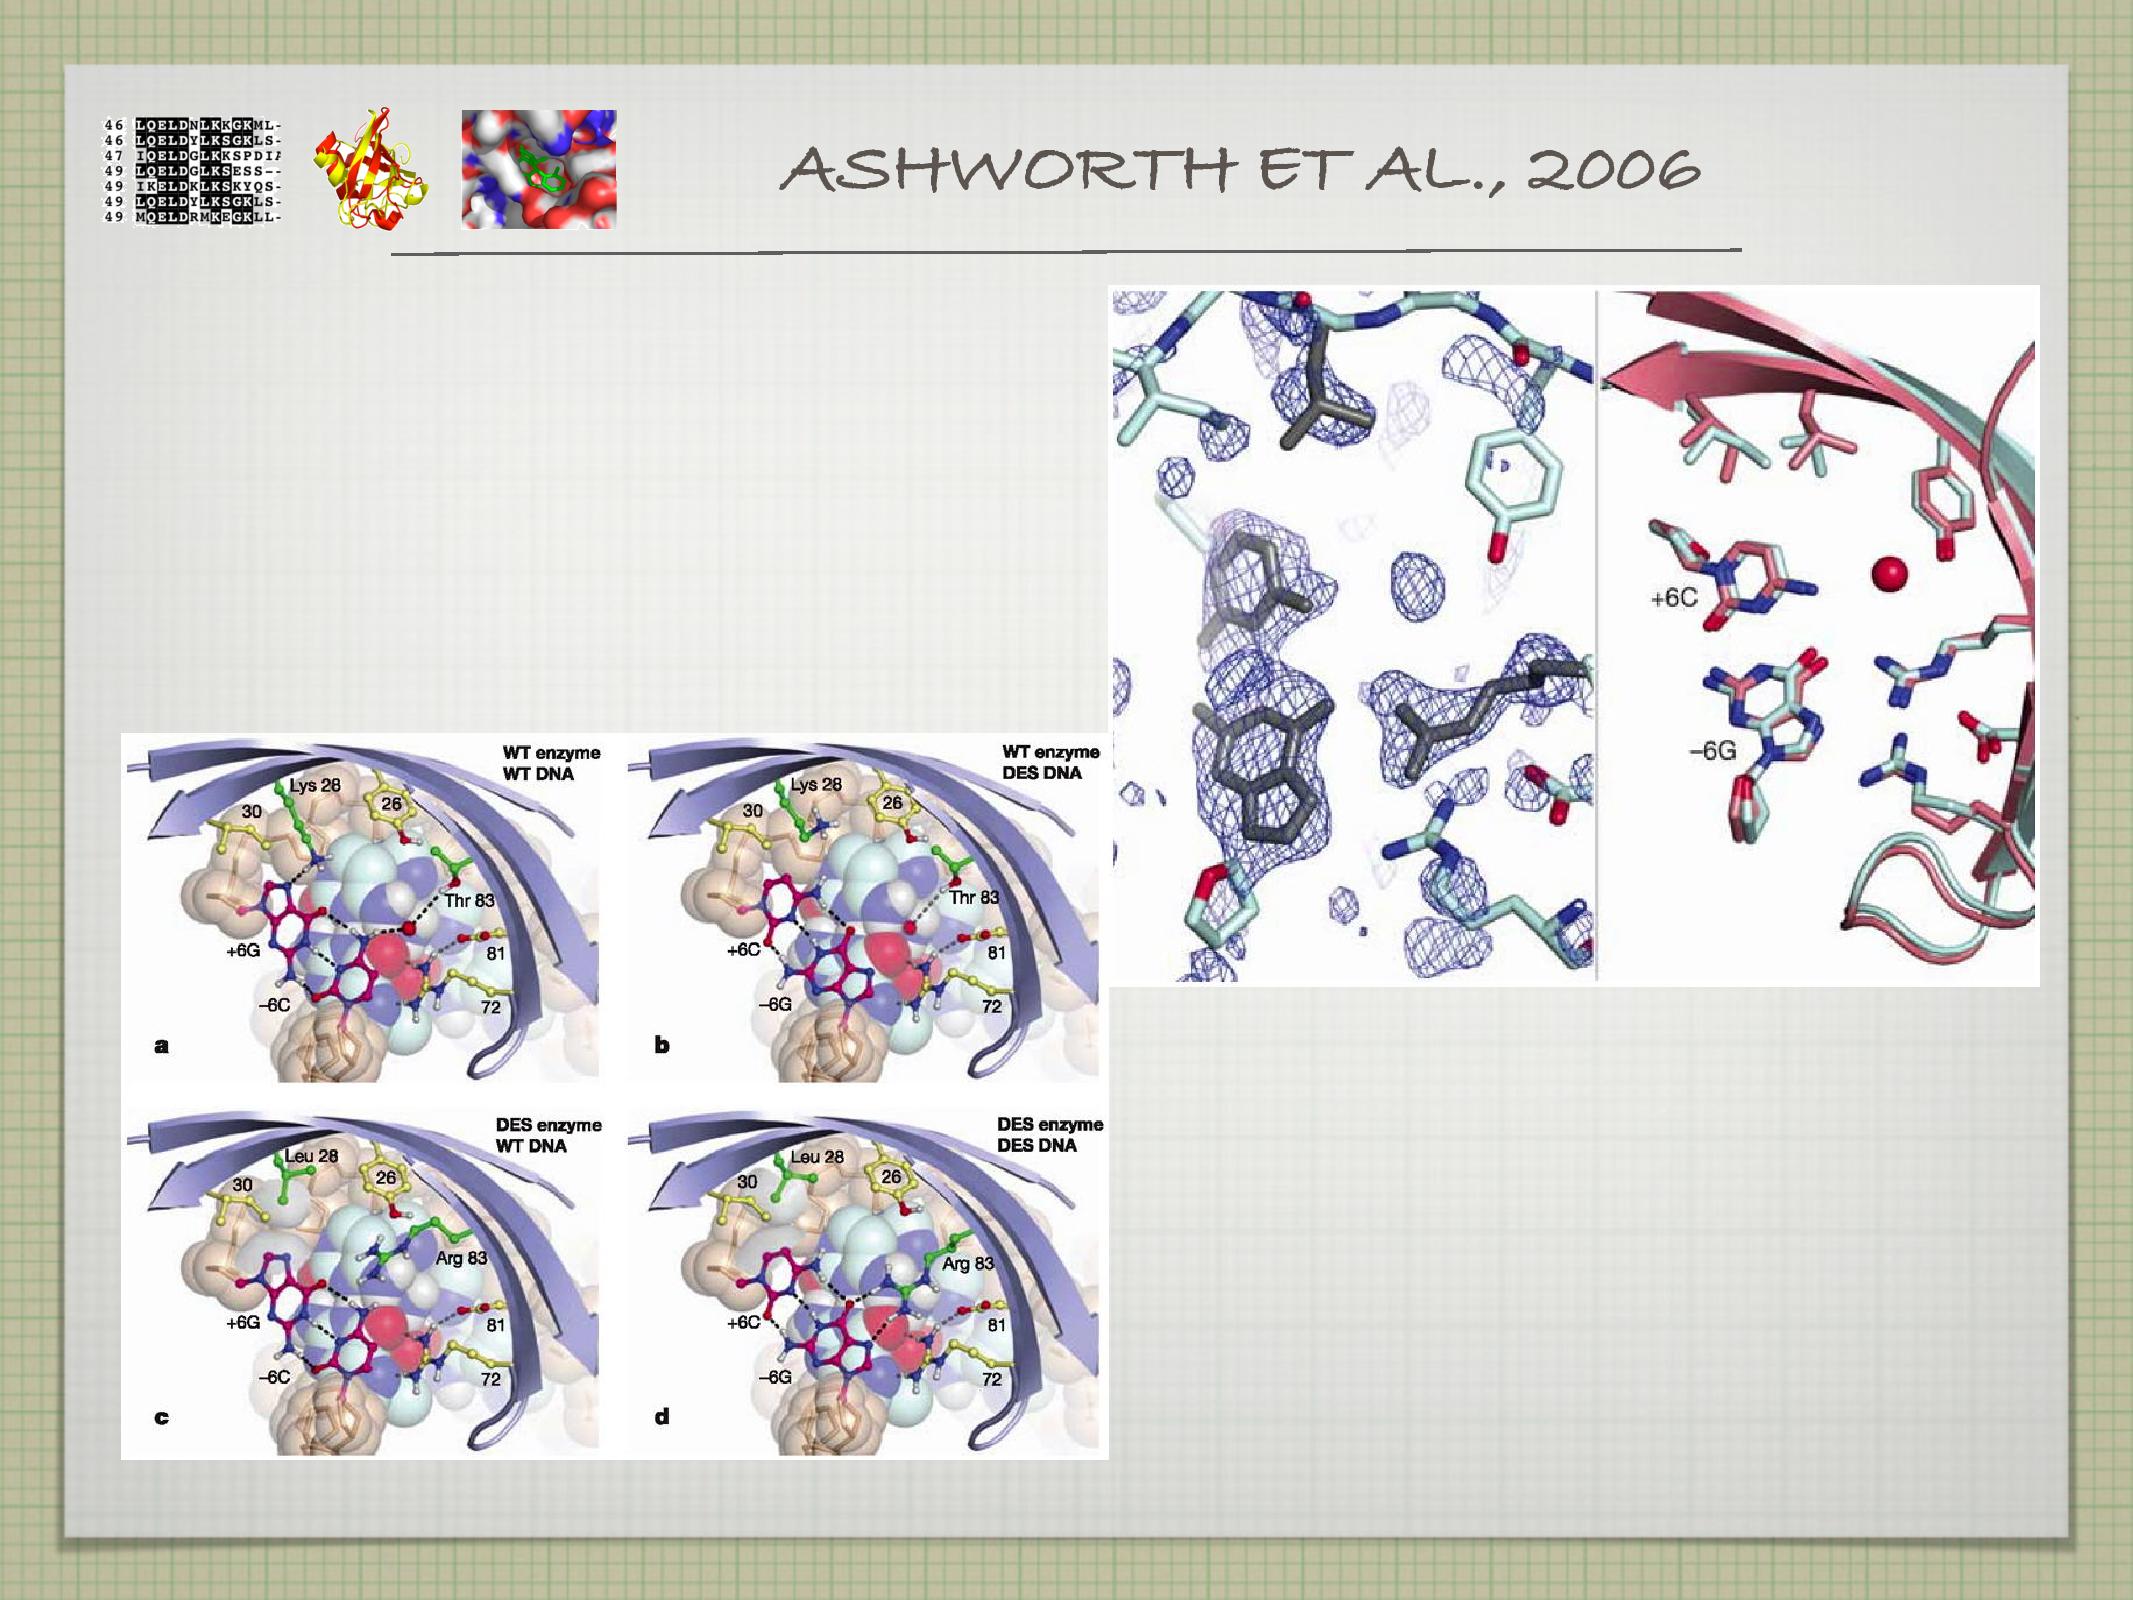 46 LQELDNLKKGKML-
46 LQELDYLKSGKLS-
47 IQELDGLKKSPDIA
49 LQELDGLKSESS--
49 IKELDKLKSKYQS-
49 LQELDYLKSGKLS-
49 MQELDRMKEGKLL-
ASHWORTH ET AL., 2006
+6C
–6G
WT enzyme
WT DNA
Lys 28
30
26
Thr 83
+6G
81
–6C
72
a
WT enzyme
DES DNA
Lys 28
30
26
Thr 83
+6C
81
–6G
72
b
DES enzyme
WT DNA
Leu 28
30
26
Arg 83
+6G
81
–6C
72
c
DES enzyme
DES DNA
Leu 28
30
26
Arg 83
+6C
81
–6G
72
d